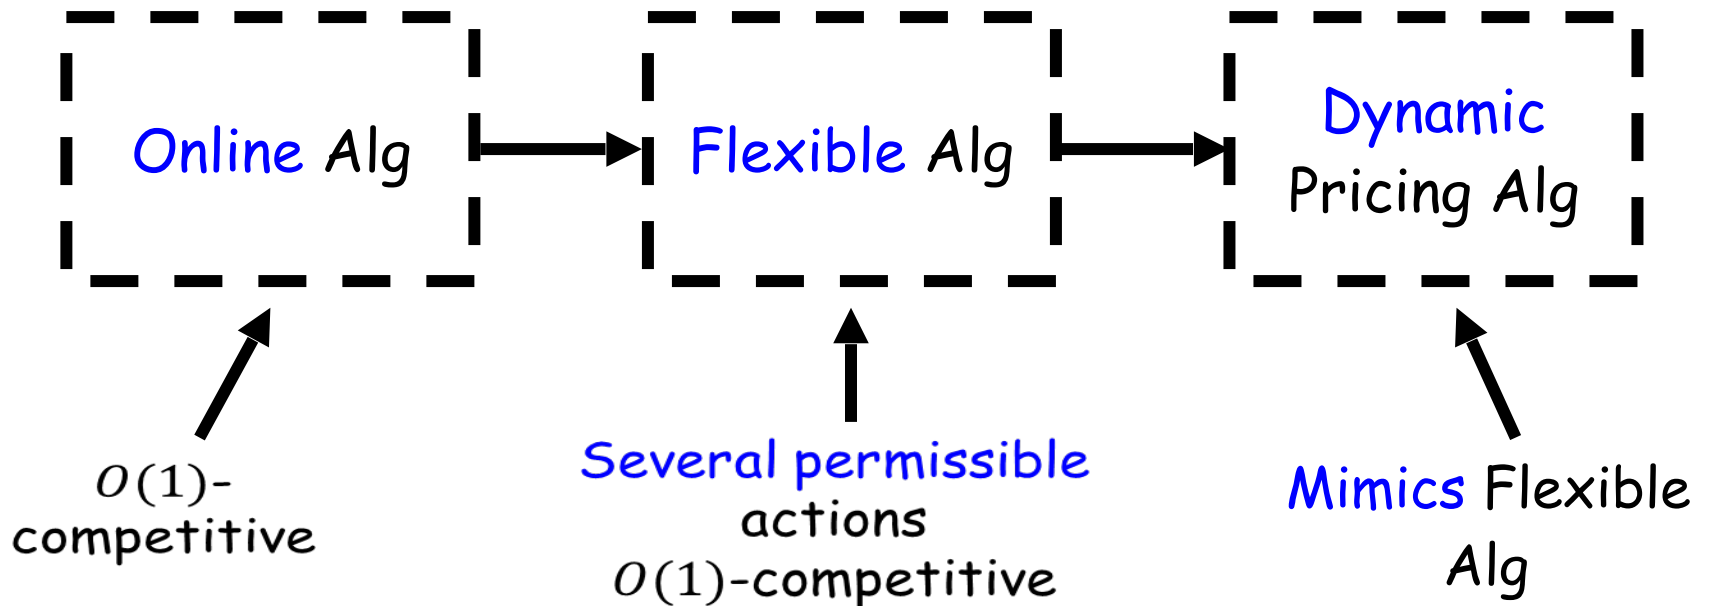 Online Alg
Flexible Alg
Dynamic
Pricing Alg
O(1)-
competitive
Several permissible
actions
O(1)-competitive
Mimics Flexible
Alg